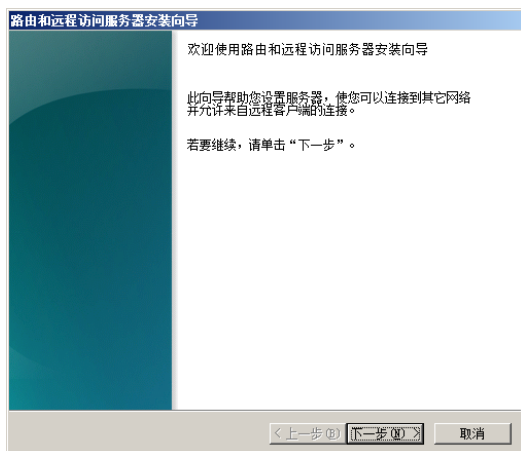 路由和远程访问服务器安装向导
欢迎使用路由和远程访问服务器安装向导
此向导帮助您设置服务器，使您可以连接到其它网络
并允许来自远程客户端的连接。
若要继续，请单击“下一步”。
<上一步(B) 下一步(N)> 取消